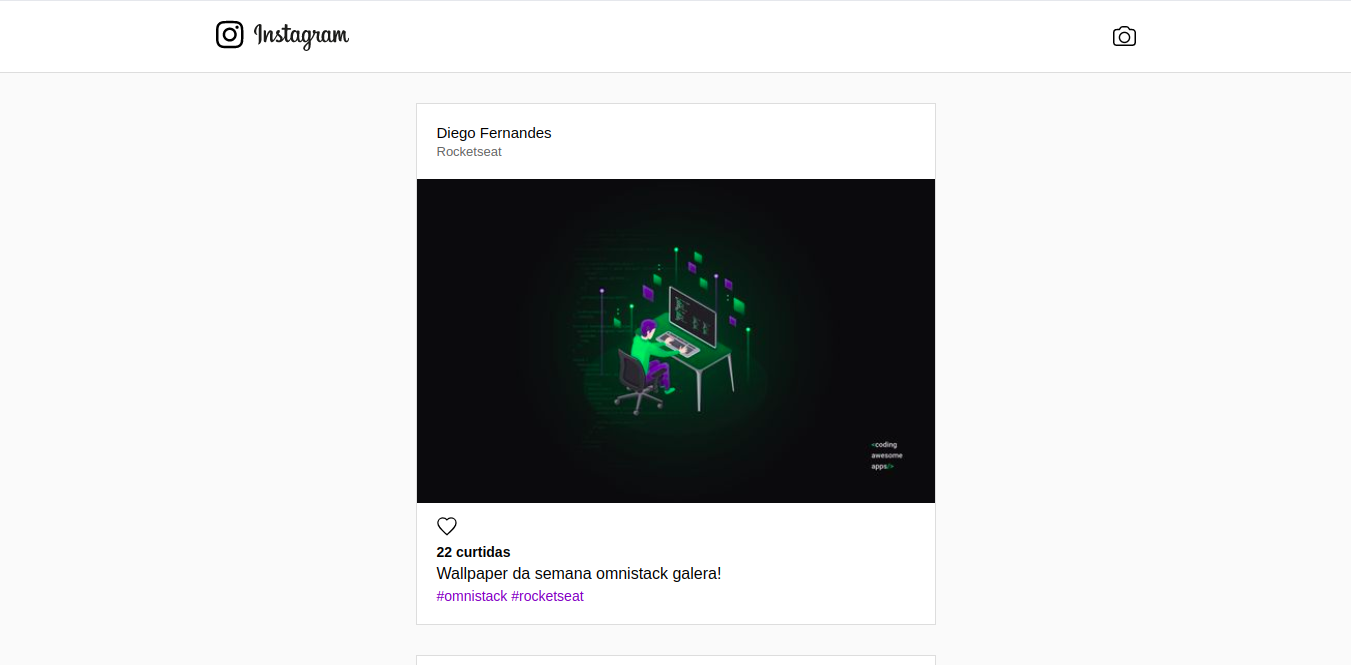 Instagram
Diego Fernandes
Rocketseat
<coding
awesome
apps/>
22 curtidas
Wallpaper da semana omnistack galera!
#omnistack #rocketseat